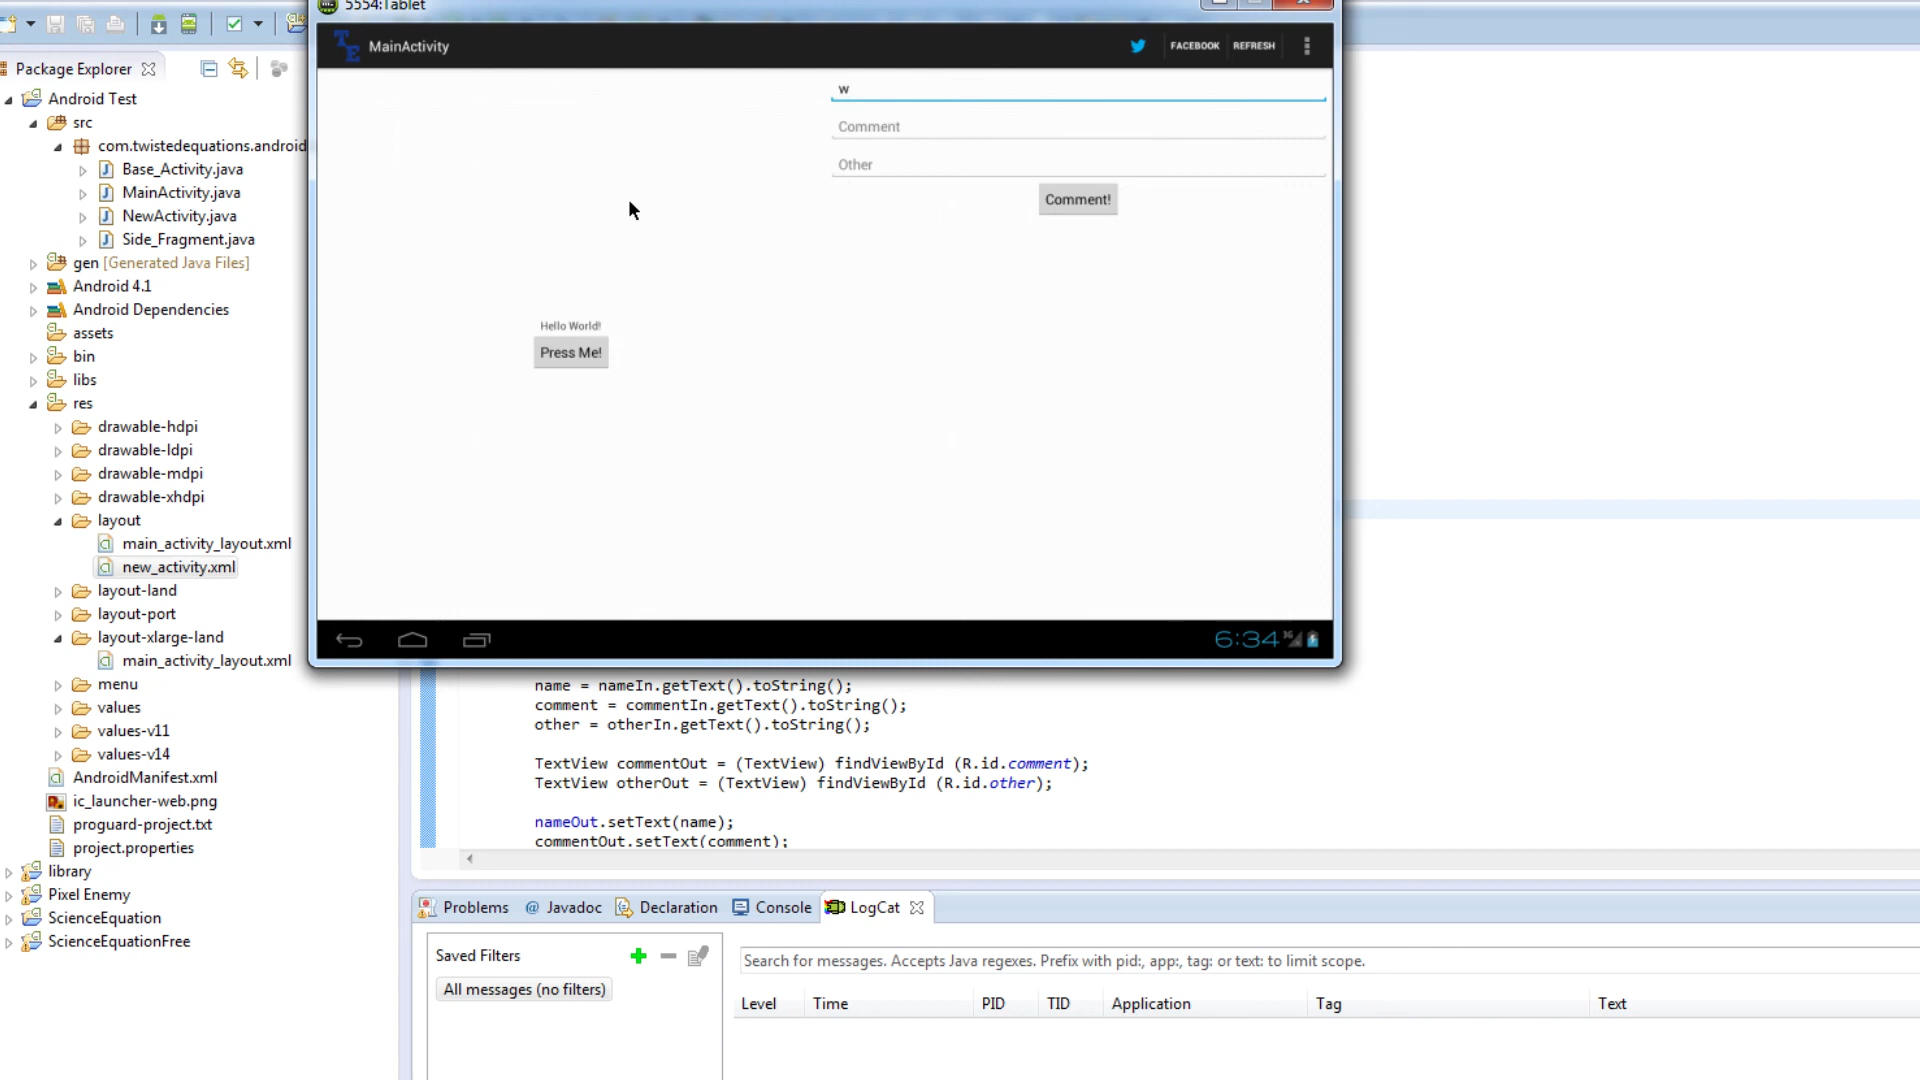 5554:Tablet
MainActivity
FACEBOOK
REFRESH
w
Comment
Other
Comment!
Hello World!
Press Me!
6:34
3G
Package Explorer
Android Test
src
com.twistedequations.android
Base_Activity.java
MainActivity.java
NewActivity.java
Side_Fragment.java
gen [Generated Java Files]
Android 4.1
Android Dependencies
assets
bin
libs
res
drawable-hdpi
drawable-ldpi
drawable-mdpi
drawable-xhdpi
layout
main_activity_layout.xml
new_activity.xml
layout-land
layout-port
layout-xlarge-land
main_activity_layout.xml
menu
values
values-v11
values-v14
AndroidManifest.xml
ic_launcher-web.png
proguard-project.txt
project.properties
library
Pixel Enemy
ScienceEquation
ScienceEquationFree
name = nameIn.getText().toString();
comment = commentIn.getText().toString();
other = otherIn.getText().toString();
TextView commentOut = (TextView) findViewById (R.id.comment);
TextView otherOut = (TextView) findViewById (R.id.other);
nameOut.setText(name);
commentOut.setText(comment);
Problems @ Javadoc Declaration Console LogCat
Saved Filters
All messages (no filters)
Search for messages. Accepts Java regexes. Prefix with pid:, app:, tag: or text: to limit scope.
Level Time PID TID Application Tag Text